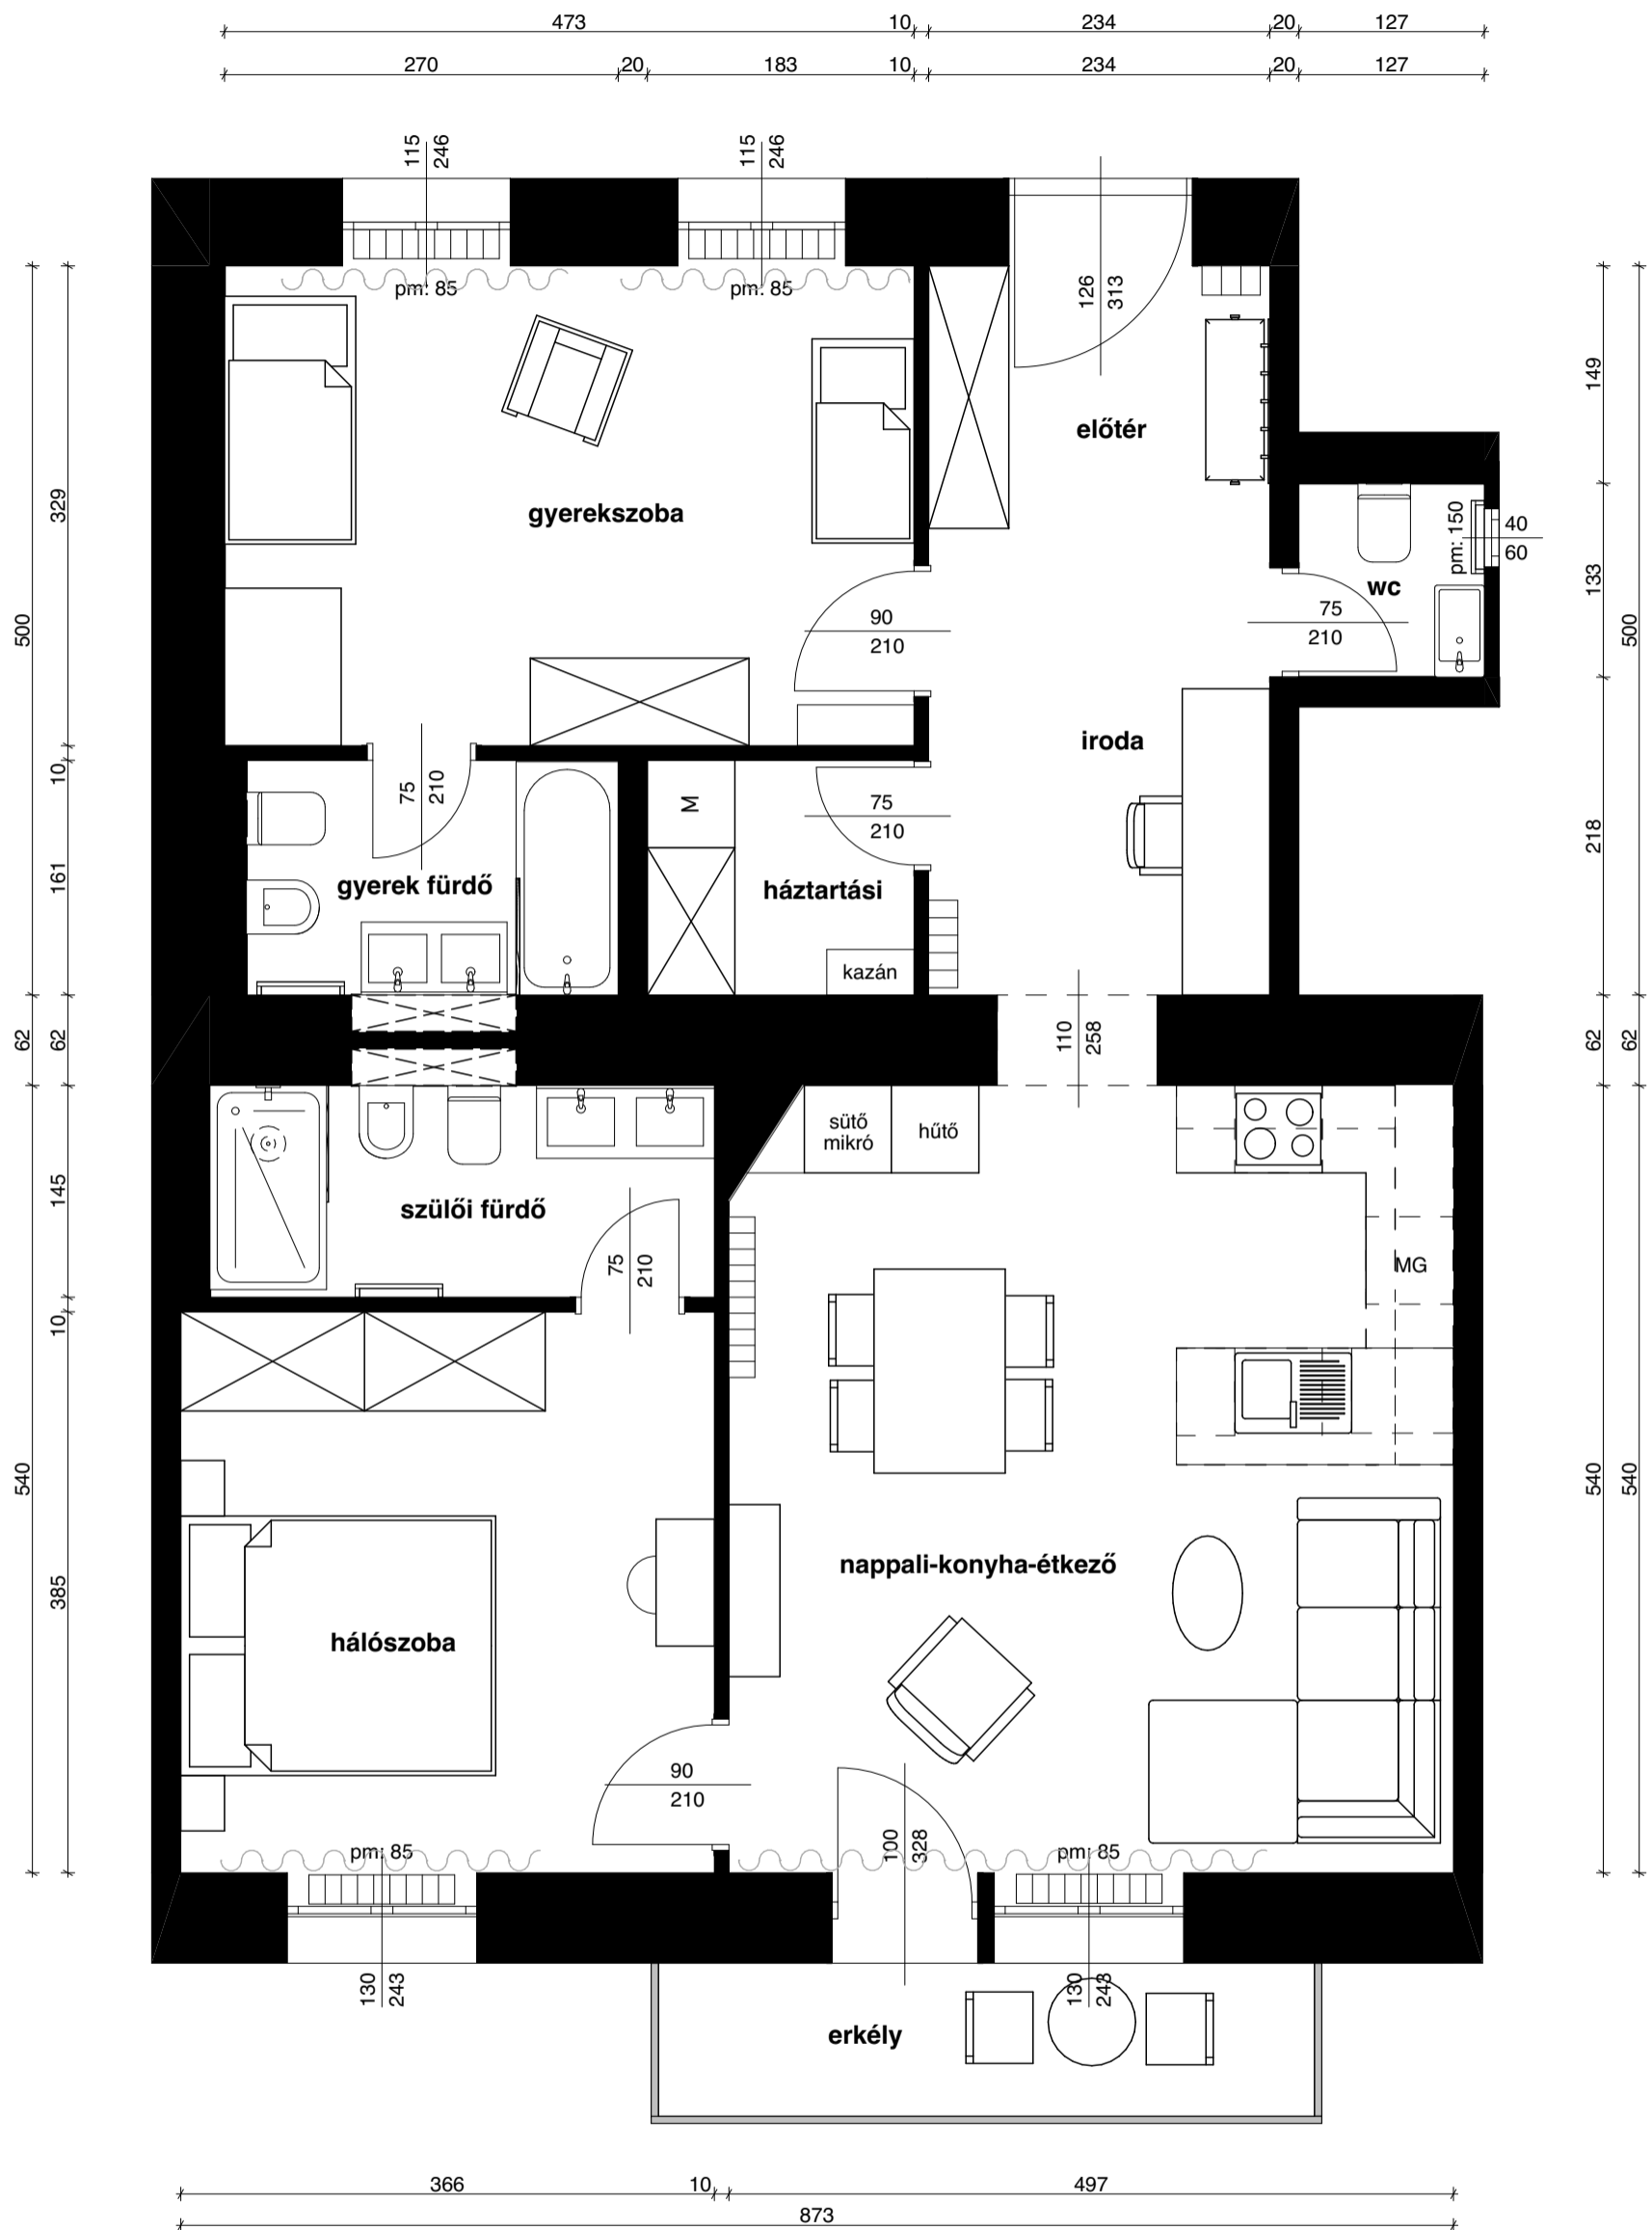 473 10 234 20 127
270 20 183 10 234 20 127
115 246
115 246
126 313
pm: 85
pm: 85
149
előtér
329
gyerekszoba
pm: 150
40
60
wc
133
75
210
90
210
500
500
iroda
10
75 210
M
75
210
218
161
gyerek fürdő
háztartási
kazán
62
62
110 258
62
62
sütő
mikró
hűtő
145
szülői fürdő
75 210
MG
10
540
540
540
nappali-konyha-étkező
385
hálószoba
90
210
100 328
pm: 85
pm: 85
130 243
130 243
erkély
366 10 497
873